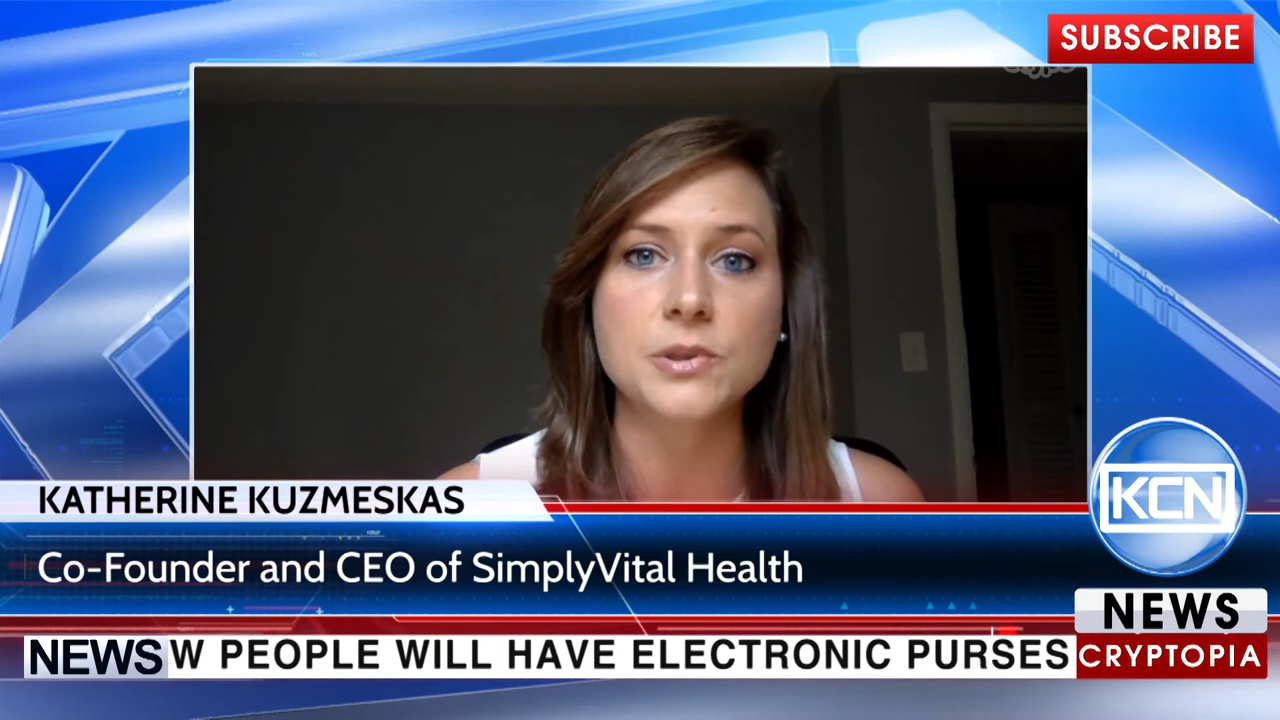 SUBSCRIBE
KATHERINE KUZMESKAS
Co-Founder and CEO of SimplyVital Health
KCN
NEWS
CRYPTOPIA
NEWS W PEOPLE WILL HAVE ELECTRONIC PURSES